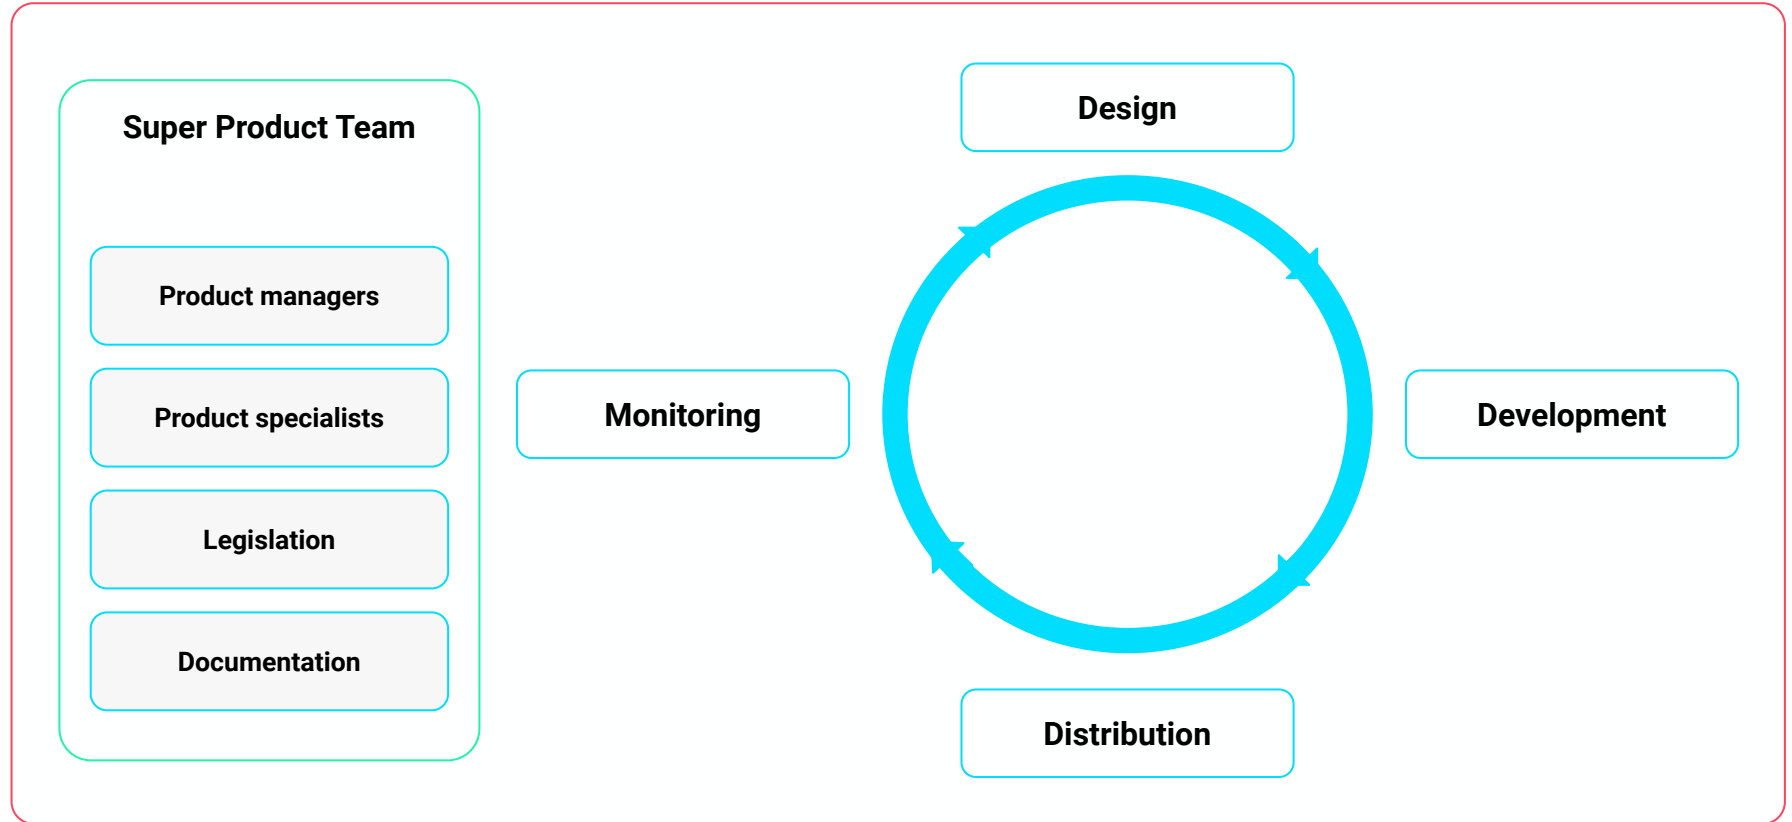 Super Product Team
Product managers
Product specialists
Legislation
Documentation
Design
Monitoring
Development
Distribution